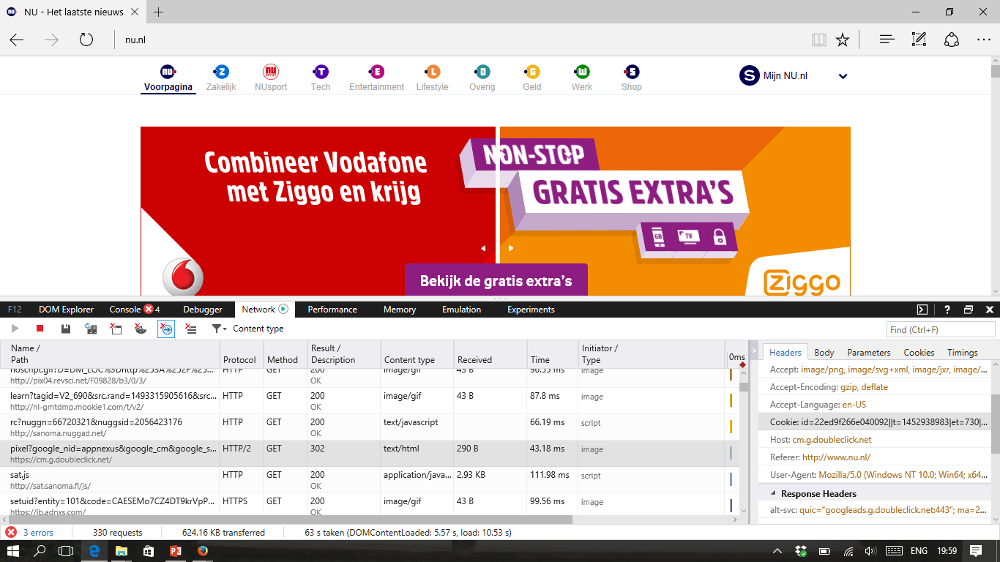 NU - Het laatste nieuws
nu.nl
NU Z NU SPORT T E L O G W S
Voorpagina Zakelijk NUsport Tech Entertainment Lifestyle Overig Geld Werk Shop
S Mijn NU.nl
Combineer Vodafone
met Ziggo en krijg
NON-STOP
GRATIS EXTRA'S
GB TV
Bekijk de gratis extra's
ziggo
F12 DOM Explorer Console 4 Debugger Network Performance Memory Emulation Experiments ?
Content type
Find (Ctrl+F)
Name / Path Protocol Method Result / Description Content type Received Time Initiator / Type 0ms
noscript.gif?D=DM_LOC%3Dhttp%253A%252F%25... HTTP GET 200 image/gif 43 B 96.55 ms image
http://pix04.revsci.net/F09828/b3/0/3/ OK
learn?tagid=V2_690&src.rand=1493315905616&src... HTTP GET 200 image/gif 43 B 87.8 ms image
http://nl-gmtdmp.mookie1.com/t/v2/ OK
rc?nuggn=66720321&nuggsid=2056423176 HTTP GET 200 text/javascript 66.19 ms script
http://sanoma.nuggad.net/ OK
pixel?google_nid=appnexus&google_cm&google_s... HTTP/2 GET 302 text/html 290 B 43.18 ms image
https://cm.g.doubleclick.net/
sat.js HTTP GET 200 application/java... 2.93 KB 111.98 ms script
http://sat.sanoma.fi/js/ OK
setuid?entity=101&code=CAESEMo7CZ4DT9krVpP... HTTPS GET 200 image/gif 43 B 99.56 ms image
https://ib.adnxs.com/ OK
Headers Body Parameters Cookies Timings
Accept: image/png, image/svg+xml, image/jxr, image/...
Accept-Encoding: gzip, deflate
Accept-Language: en-US
Cookie: id=22ed9f266e040092||t=1452938983|et=730|...
Host: cm.g.doubleclick.net
Referer: http://www.nu.nl/
User-Agent: Mozilla/5.0 (Windows NT 10.0; Win64; x64...
Response Headers
alt-svc: quic="googleads.g.doubleclick.net:443"; ma=2...
3 errors 330 requests 624.16 KB transferred 63 s taken (DOMContentLoaded: 5.57 s, load: 10.53 s)
ENG 19:59